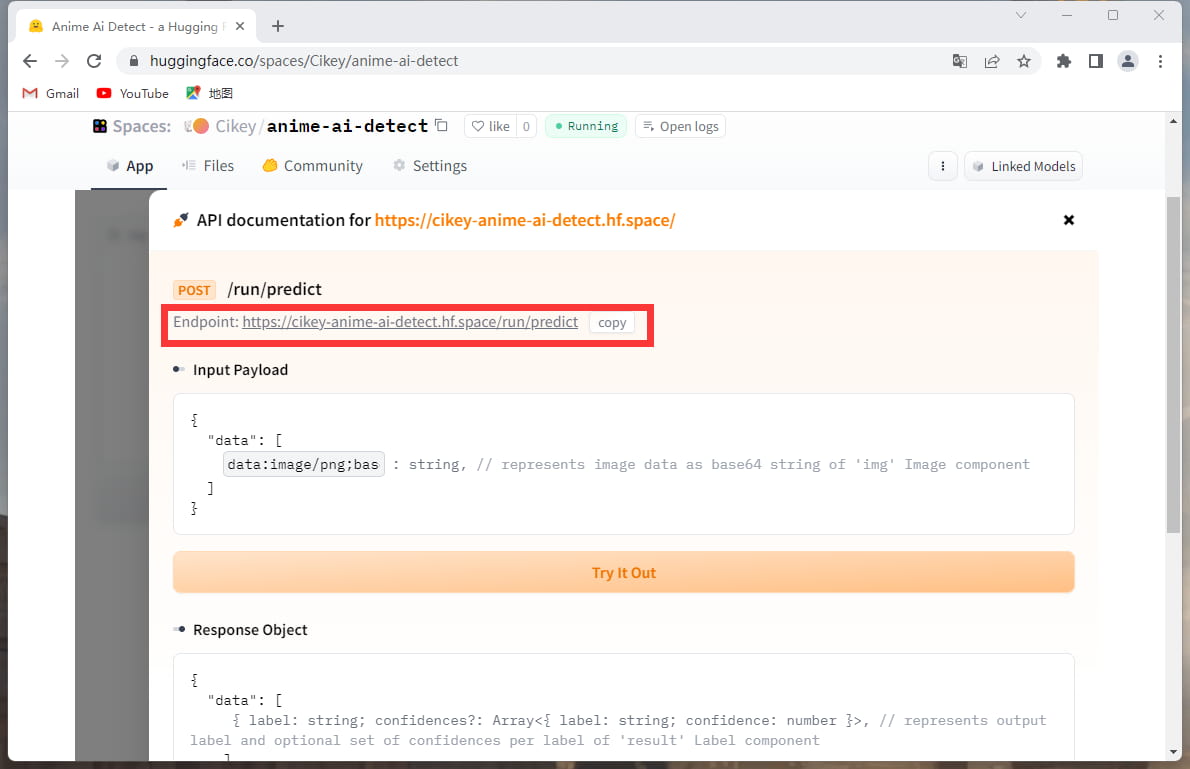 Anime Ai Detect - a Hugging F
huggingface.co/spaces/Cikey/anime-ai-detect
Gmail YouTube 地图
Spaces: Cikey/anime-ai-detect like 0 Running Open logs
App Files Community Settings Linked Models
API documentation for https://cikey-anime-ai-detect.hf.space/
POST /run/predict
Endpoint: https://cikey-anime-ai-detect.hf.space/run/predict copy
Input Payload
{
"data": [
data:image/png;bas : string, // represents image data as base64 string of 'img' Image component
]
}
Try It Out
Response Object
{
"data": [
{ label: string; confidences?: Array<{ label: string; confidence: number }>, // represents output
label and optional set of confidences per label of 'result' Label component
]